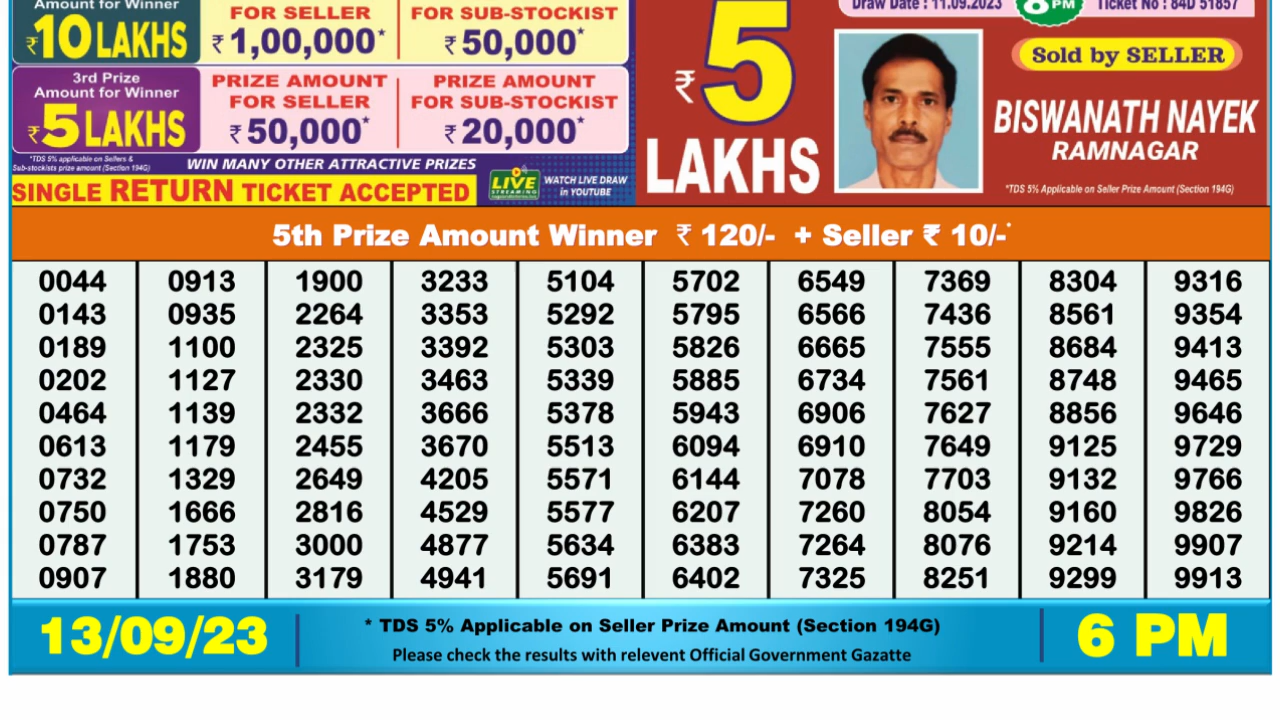 Amount for Winner
₹10 LAKHS
FOR SELLER
₹1,00,000*
FOR SUB-STOCKIST
₹50,000*
3rd Prize
Amount for Winner
₹5 LAKHS
PRIZE AMOUNT
FOR SELLER
₹50,000*
PRIZE AMOUNT
FOR SUB-STOCKIST
₹20,000*
*TDS 5% applicable on Sellers &
Sub-stockists prize amount (Section 194G)
WIN MANY OTHER ATTRACTIVE PRIZES
SINGLE RETURN TICKET ACCEPTED
LIVE
STREAMING
WATCH LIVE DRAW
in YOUTUBE
₹5
LAKHS
Draw Date : 11.09.2023
8 PM
Ticket No : 84D 51857
Sold by SELLER
BISWANATH NAYEK
RAMNAGAR
*TDS 5% Applicable on Seller Prize Amount (Section 194G)
5th Prize Amount Winner ₹ 120/- + Seller ₹ 10/-*
0044 0913 1900 3233 5104 5702 6549 7369 8304 9316
0143 0935 2264 3353 5292 5795 6566 7436 8561 9354
0189 1100 2325 3392 5303 5826 6665 7555 8684 9413
0202 1127 2330 3463 5339 5885 6734 7561 8748 9465
0464 1139 2332 3666 5378 5943 6906 7627 8856 9646
0613 1179 2455 3670 5513 6094 6910 7649 9125 9729
0732 1329 2649 4205 5571 6144 7078 7703 9132 9766
0750 1666 2816 4529 5577 6207 7260 8054 9160 9826
0787 1753 3000 4877 5634 6383 7264 8076 9214 9907
0907 1880 3179 4941 5691 6402 7325 8251 9299 9913
13/09/23
* TDS 5% Applicable on Seller Prize Amount (Section 194G)
Please check the results with relevent Official Government Gazatte
6 PM